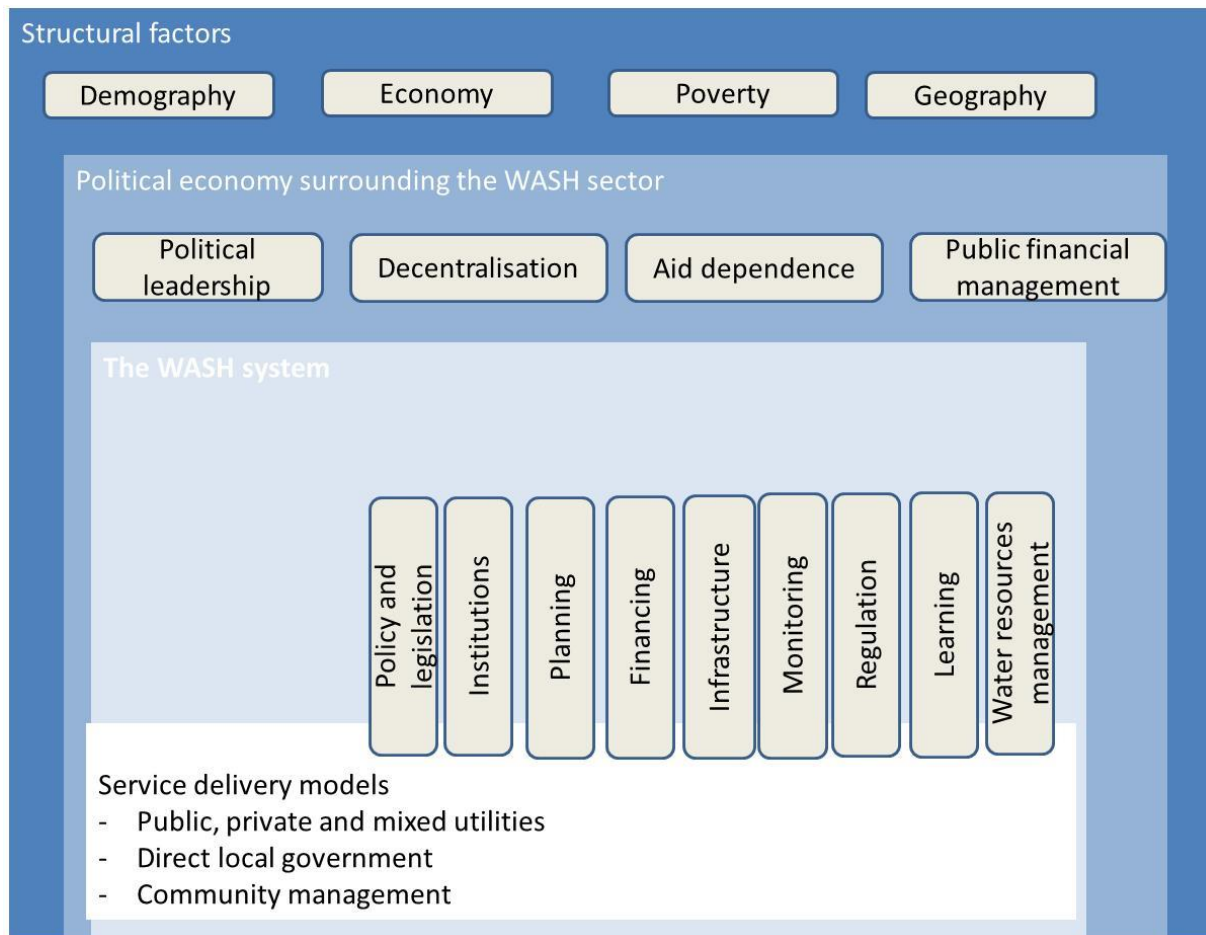 Structural factors
Demography
Economy
Poverty
Geography
Political economy surrounding the WASH sector
Political
leadership
Decentralisation
Aid dependence
Public financial
management
The WASH system
Policy and
legislation
Institutions
Planning
Financing
Infrastructure
Monitoring
Regulation
Learning
Water resources
management
Service delivery models
- Public, private and mixed utilities
- Direct local government
- Community management